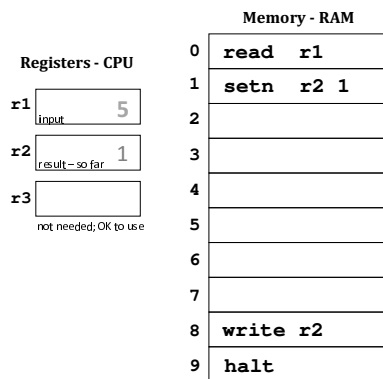 Memory - RAM
Registers - CPU
r1 input 5
r2 result – so far 1
r3
not needed; OK to use
0 read r1
1 setn r2 1
2
3
4
5
6
7
8 write r2
9 halt